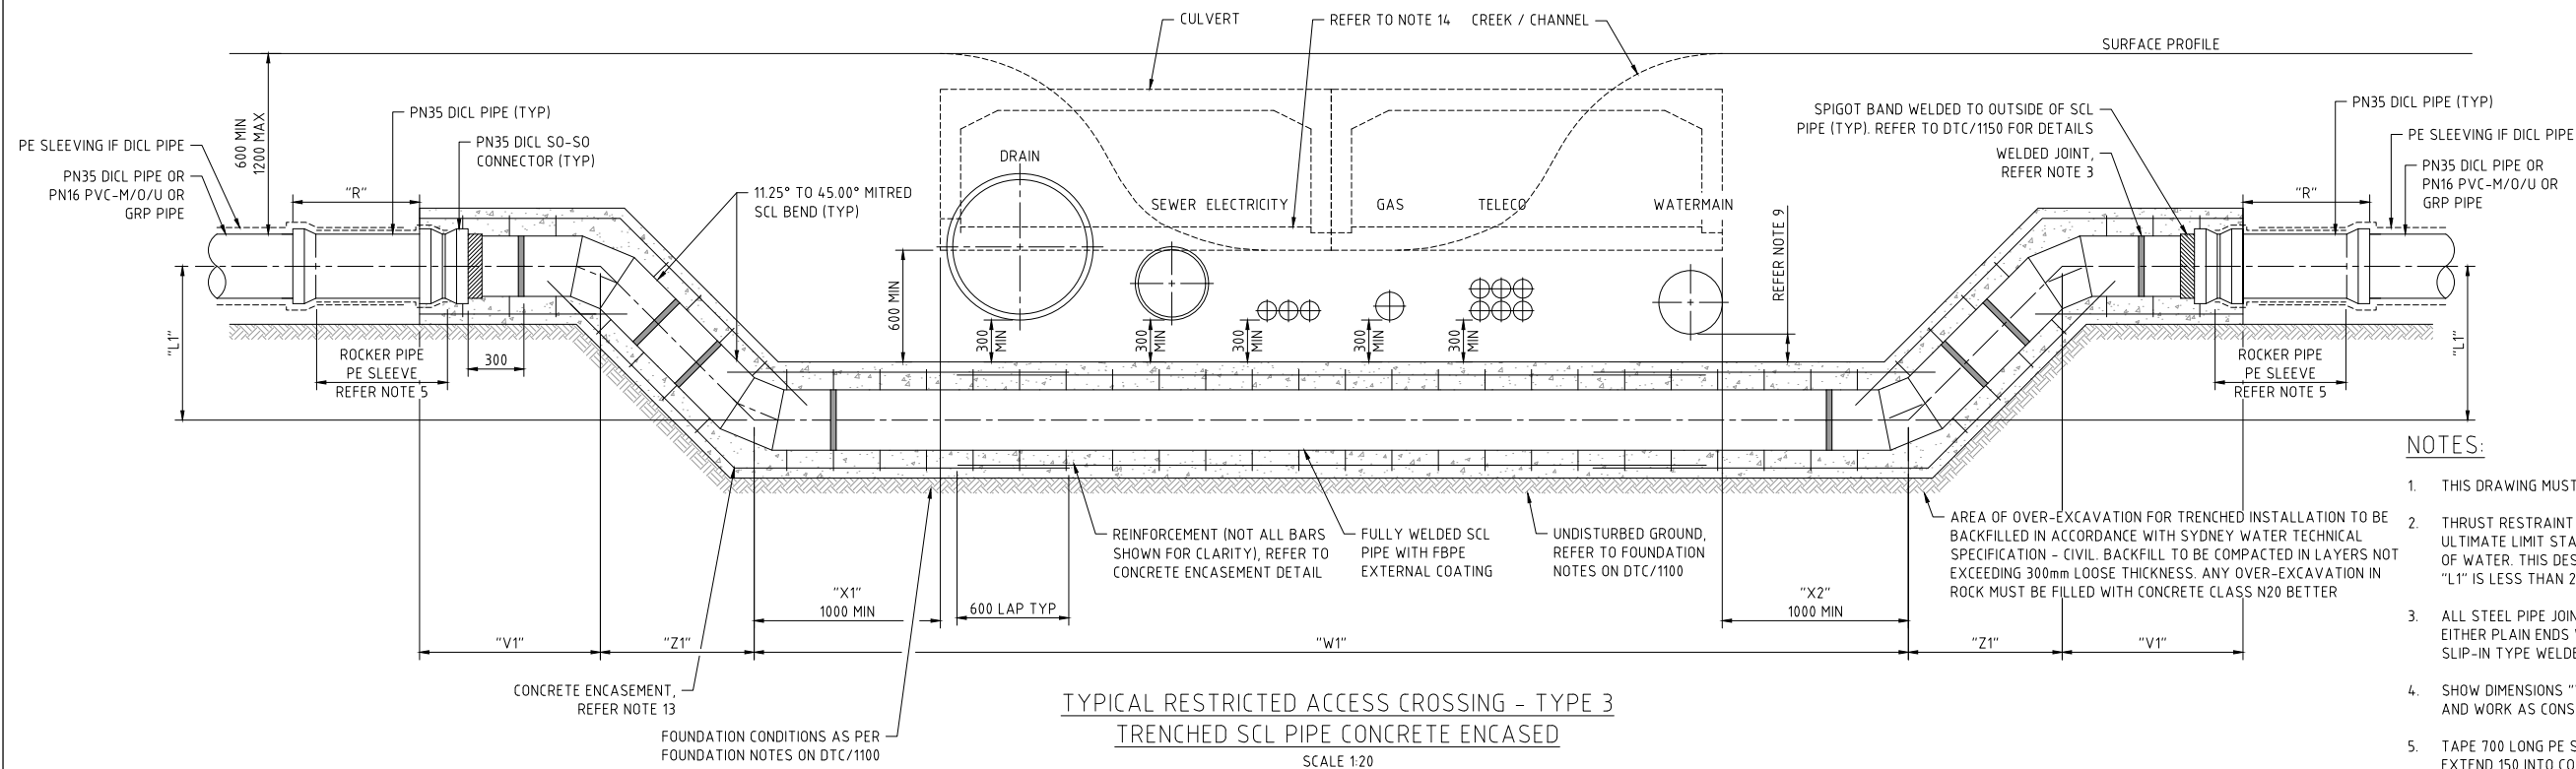 CULVERT
REFER TO NOTE 14
CREEK / CHANNEL
SURFACE PROFILE
600 MIN
1200 MAX
PN35 DICL PIPE (TYP)
PE SLEEVING IF DICL PIPE
PN35 DICL SO-SO
CONNECTOR (TYP)
PN35 DICL PIPE OR
PN16 PVC-M/O/U OR
GRP PIPE
"R"
11.25° TO 45.00° MITRED
SCL BEND (TYP)
DRAIN
SEWER
ELECTRICITY
GAS
TELECO
WATERMAIN
REFER NOTE 9
SPIGOT BAND WELDED TO OUTSIDE OF SCL
PIPE (TYP). REFER TO DTC/1150 FOR DETAILS
WELDED JOINT,
REFER NOTE 3
PN35 DICL PIPE (TYP)
PE SLEEVING IF DICL PIPE
PN35 DICL PIPE OR
PN16 PVC-M/O/U OR
GRP PIPE
"R"
600 MIN
300
MIN
300
MIN
300
MIN
300
MIN
300
MIN
"L1"
ROCKER PIPE
PE SLEEVE
REFER NOTE 5
300
ROCKER PIPE
PE SLEEVE
REFER NOTE 5
"L1"
REINFORCEMENT (NOT ALL BARS
SHOWN FOR CLARITY), REFER TO
CONCRETE ENCASEMENT DETAIL
FULLY WELDED SCL
PIPE WITH FBPE
EXTERNAL COATING
UNDISTURBED GROUND,
REFER TO FOUNDATION
NOTES ON DTC/1100
AREA OF OVER-EXCAVATION FOR TRENCHED INSTALLATION TO BE
BACKFILLED IN ACCORDANCE WITH SYDNEY WATER TECHNICAL
SPECIFICATION - CIVIL. BACKFILL TO BE COMPACTED IN LAYERS NOT
EXCEEDING 300mm LOOSE THICKNESS. ANY OVER-EXCAVATION IN
ROCK MUST BE FILLED WITH CONCRETE CLASS N20 BETTER
"X1"
1000 MIN
600 LAP TYP
"X2"
1000 MIN
"V1"
"Z1"
"W1"
"Z1"
"V1"
CONCRETE ENCASEMENT,
REFER NOTE 13
FOUNDATION CONDITIONS AS PER
FOUNDATION NOTES ON DTC/1100
TYPICAL RESTRICTED ACCESS CROSSING - TYPE 3
TRENCHED SCL PIPE CONCRETE ENCASED
SCALE 1:20
NOTES:
1. THIS DRAWING MUST
2. THRUST RESTRAINT
ULTIMATE LIMIT STA
OF WATER. THIS DES
"L1" IS LESS THAN 2
3. ALL STEEL PIPE JOIN
EITHER PLAIN ENDS
SLIP-IN TYPE WELDE
4. SHOW DIMENSIONS
AND WORK AS CONS
5. TAPE 700 LONG PE S
EXTEND 150 INTO CO